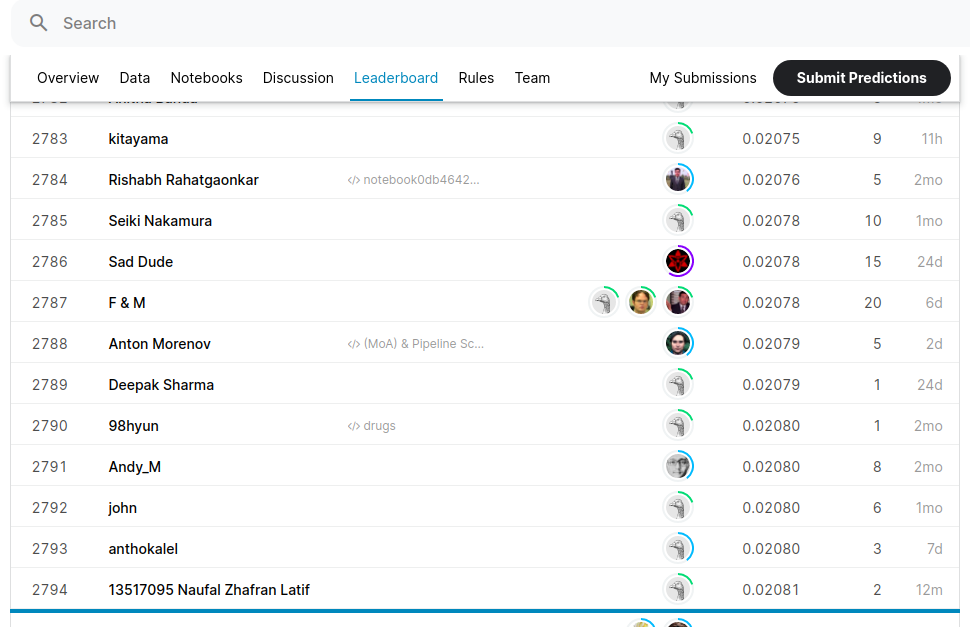 Search
Overview Data Notebooks Discussion Leaderboard Rules Team My Submissions Submit Predictions
2783 kitayama 0.02075 9 11h
2784 Rishabh Rahatgaonkar </> notebook0db4642... 0.02076 5 2mo
2785 Seiki Nakamura 0.02078 10 1mo
2786 Sad Dude 0.02078 15 24d
2787 F & M 0.02078 20 6d
2788 Anton Morenov </> (MoA) & Pipeline Sc... 0.02079 5 2d
2789 Deepak Sharma 0.02079 1 24d
2790 98hyun </> drugs 0.02080 1 2mo
2791 Andy_M 0.02080 8 2mo
2792 john 0.02080 6 1mo
2793 anthokalel 0.02080 3 7d
2794 13517095 Naufal Zhafran Latif 0.02081 2 12m